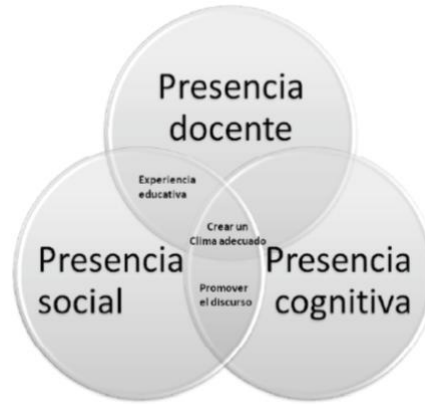 Presencia
docente
Experiencia
educativa
Crear un
Clima adecuado
Presencia
social
Presencia
cognitiva
Promover
el discurso